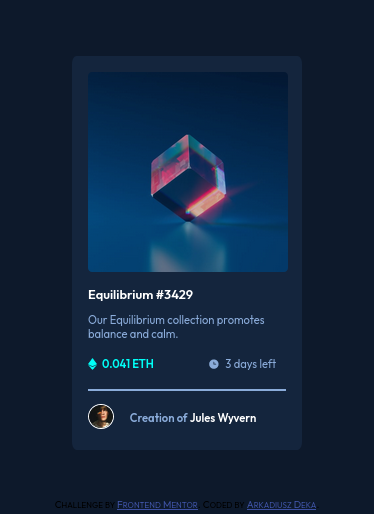 Equilibrium #3429
Our Equilibrium collection promotes
balance and calm.
0.041 ETH 3 days left
Creation of Jules Wyvern
Challenge by Frontend Mentor. Coded by Arkadiusz Deka